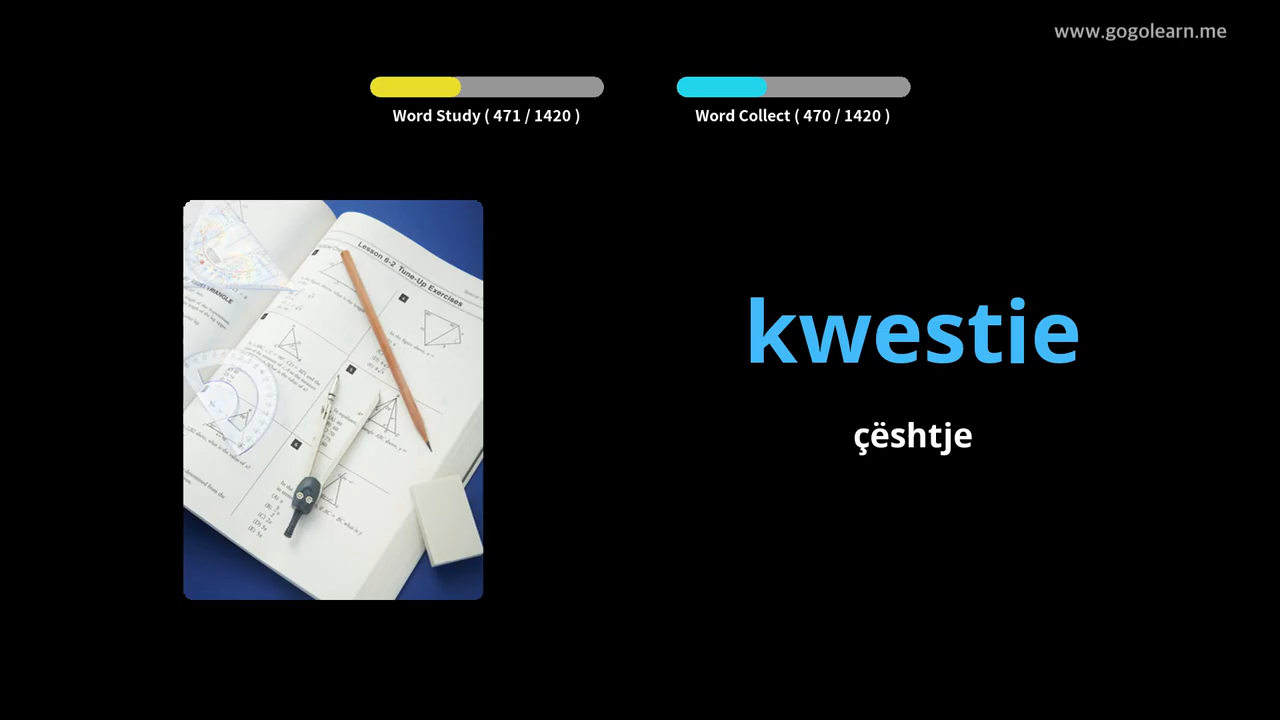 www.gogolearn.me
Word Study ( 471 / 1420 )
Word Collect ( 470 / 1420 )
Lesson 6-2 Tune-Up Exercises
kwestie
çështje